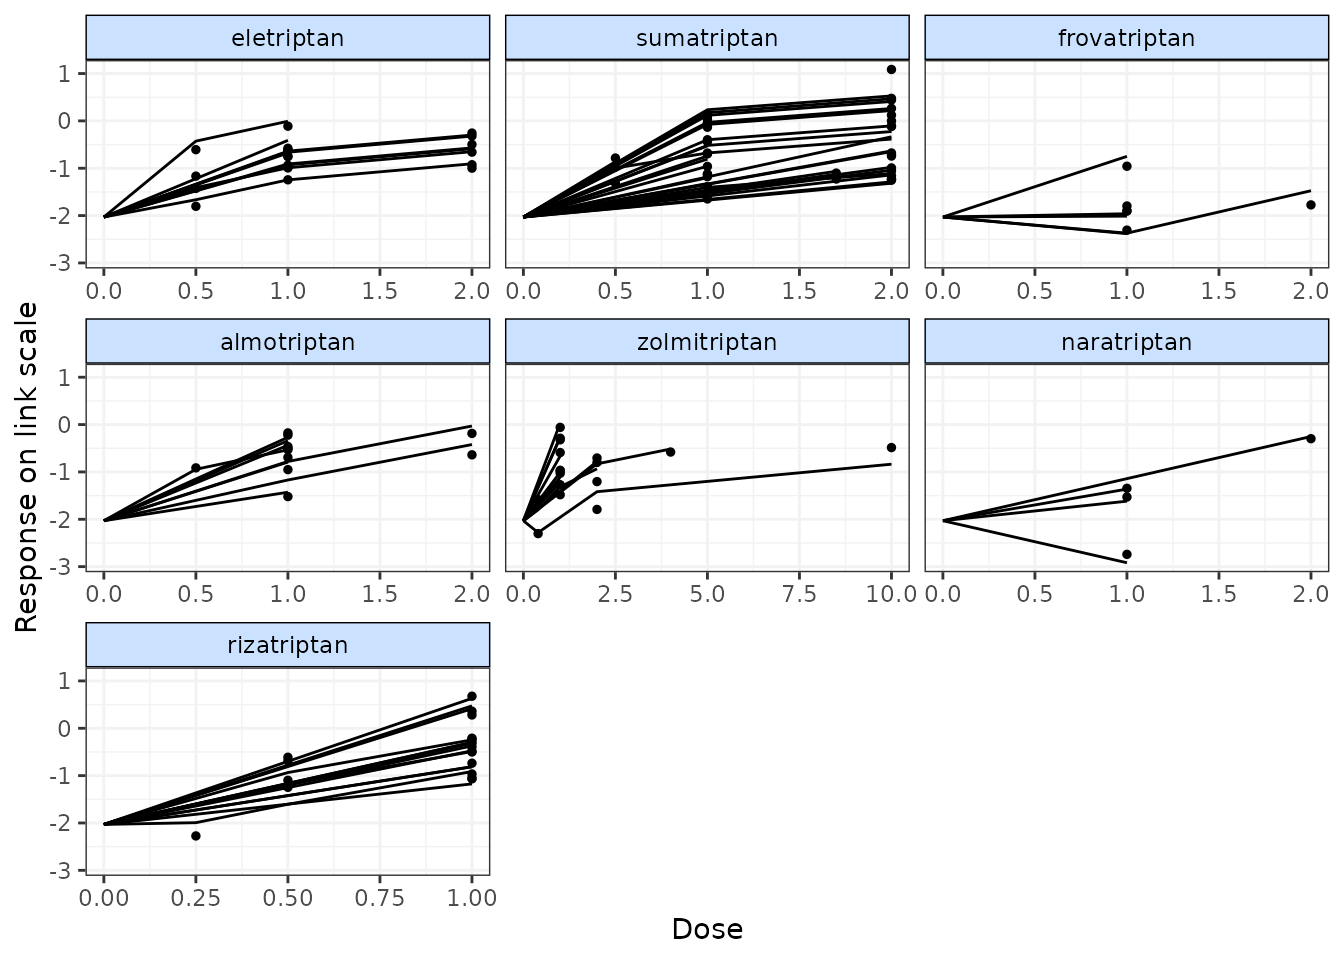 eletriptan sumatriptan frovatriptan
1
0
-1
-2
-3
0.0 0.5 1.0 1.5 2.0 0.0 0.5 1.0 1.5 2.0 0.0 0.5 1.0 1.5 2.0
almotriptan zolmitriptan naratriptan
1
0
-1
-2
-3
0.0 0.5 1.0 1.5 2.0 0.0 2.5 5.0 7.5 10.0 0.0 0.5 1.0 1.5 2.0
rizatriptan
1
0
-1
-2
-3
0.00 0.25 0.50 0.75 1.00
Response on link scale
Dose